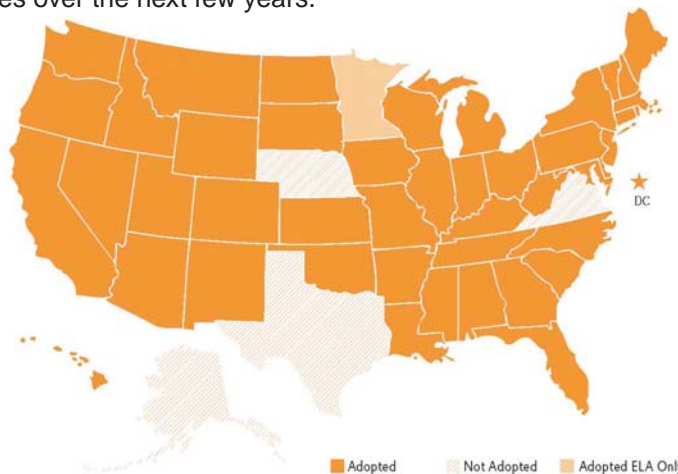 es over the next few years.
DC
Adopted Not Adopted Adopted ELA Onl